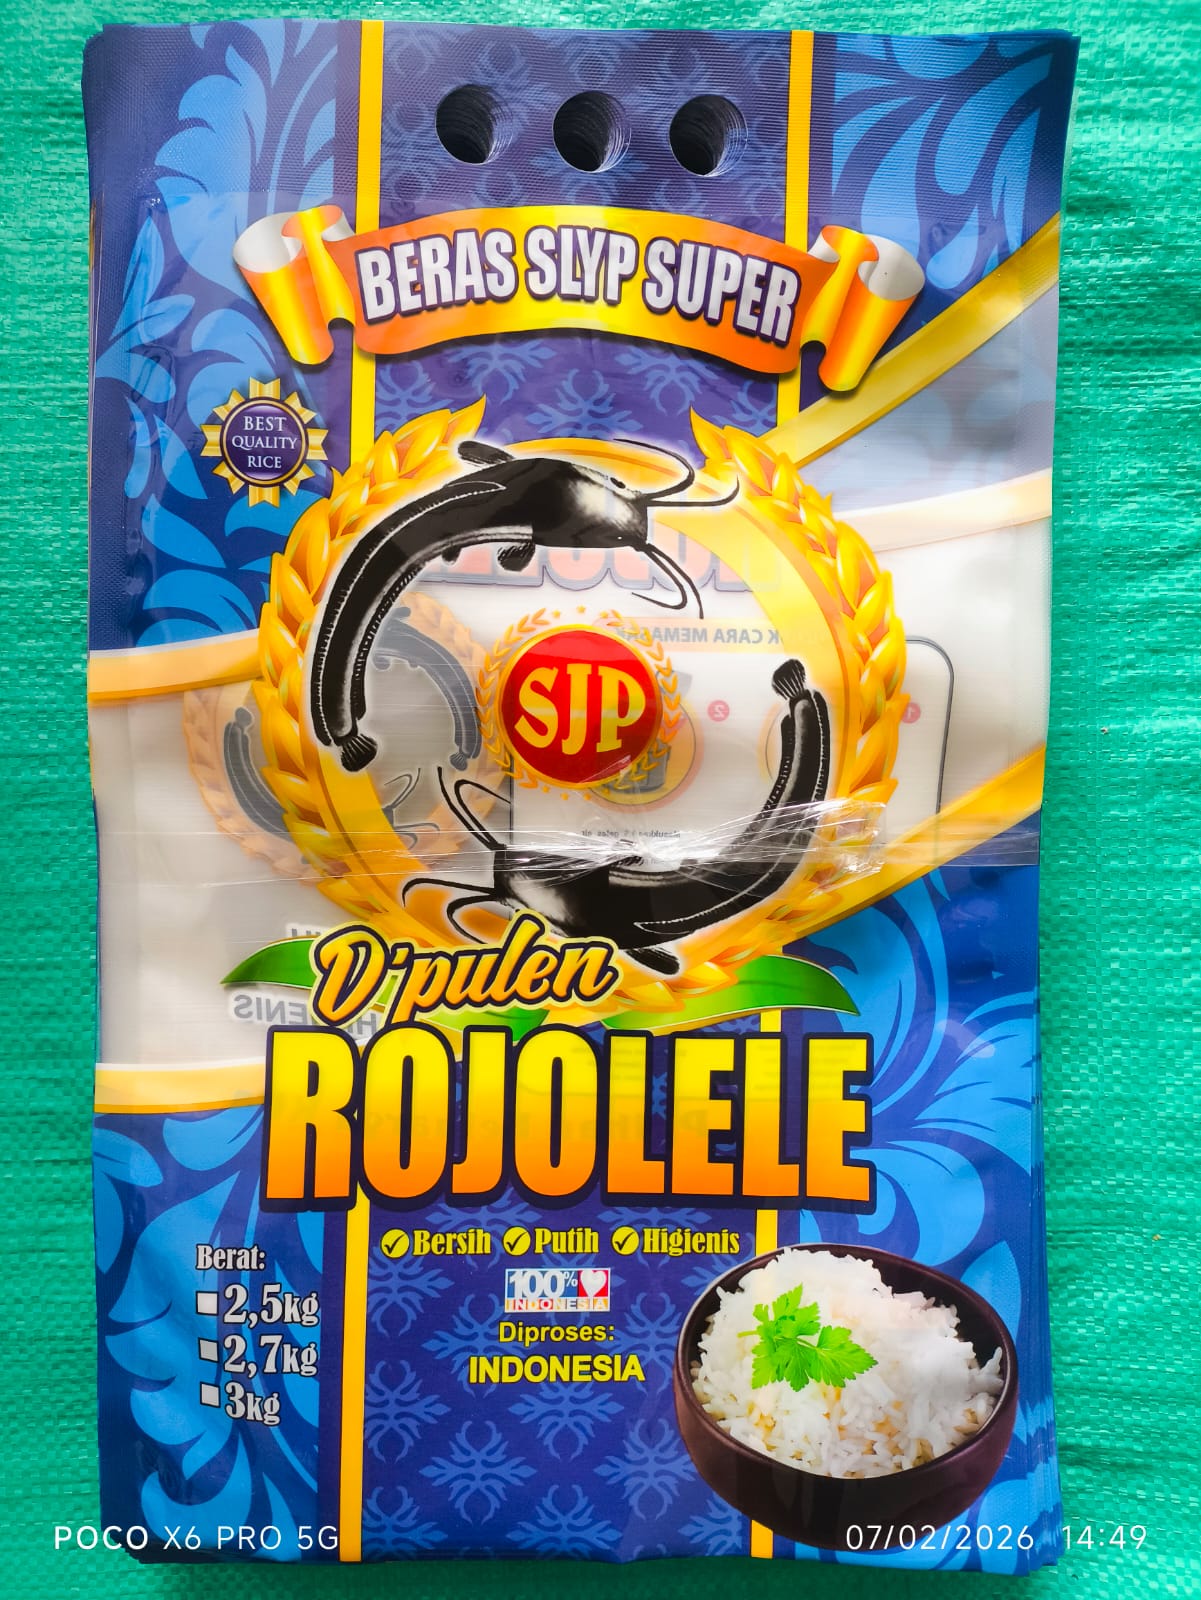 BERAS SLYP SUPER
BEST
QUALITY
RICE
SJP
D'pulen
ROJOLELE
Bersih Putih Higienis
Berat:
2,5kg
2,7kg
3kg
100%
INDONESIA
Diproses:
INDONESIA
POCO X6 PRO 5G
07/02/2026 14:49